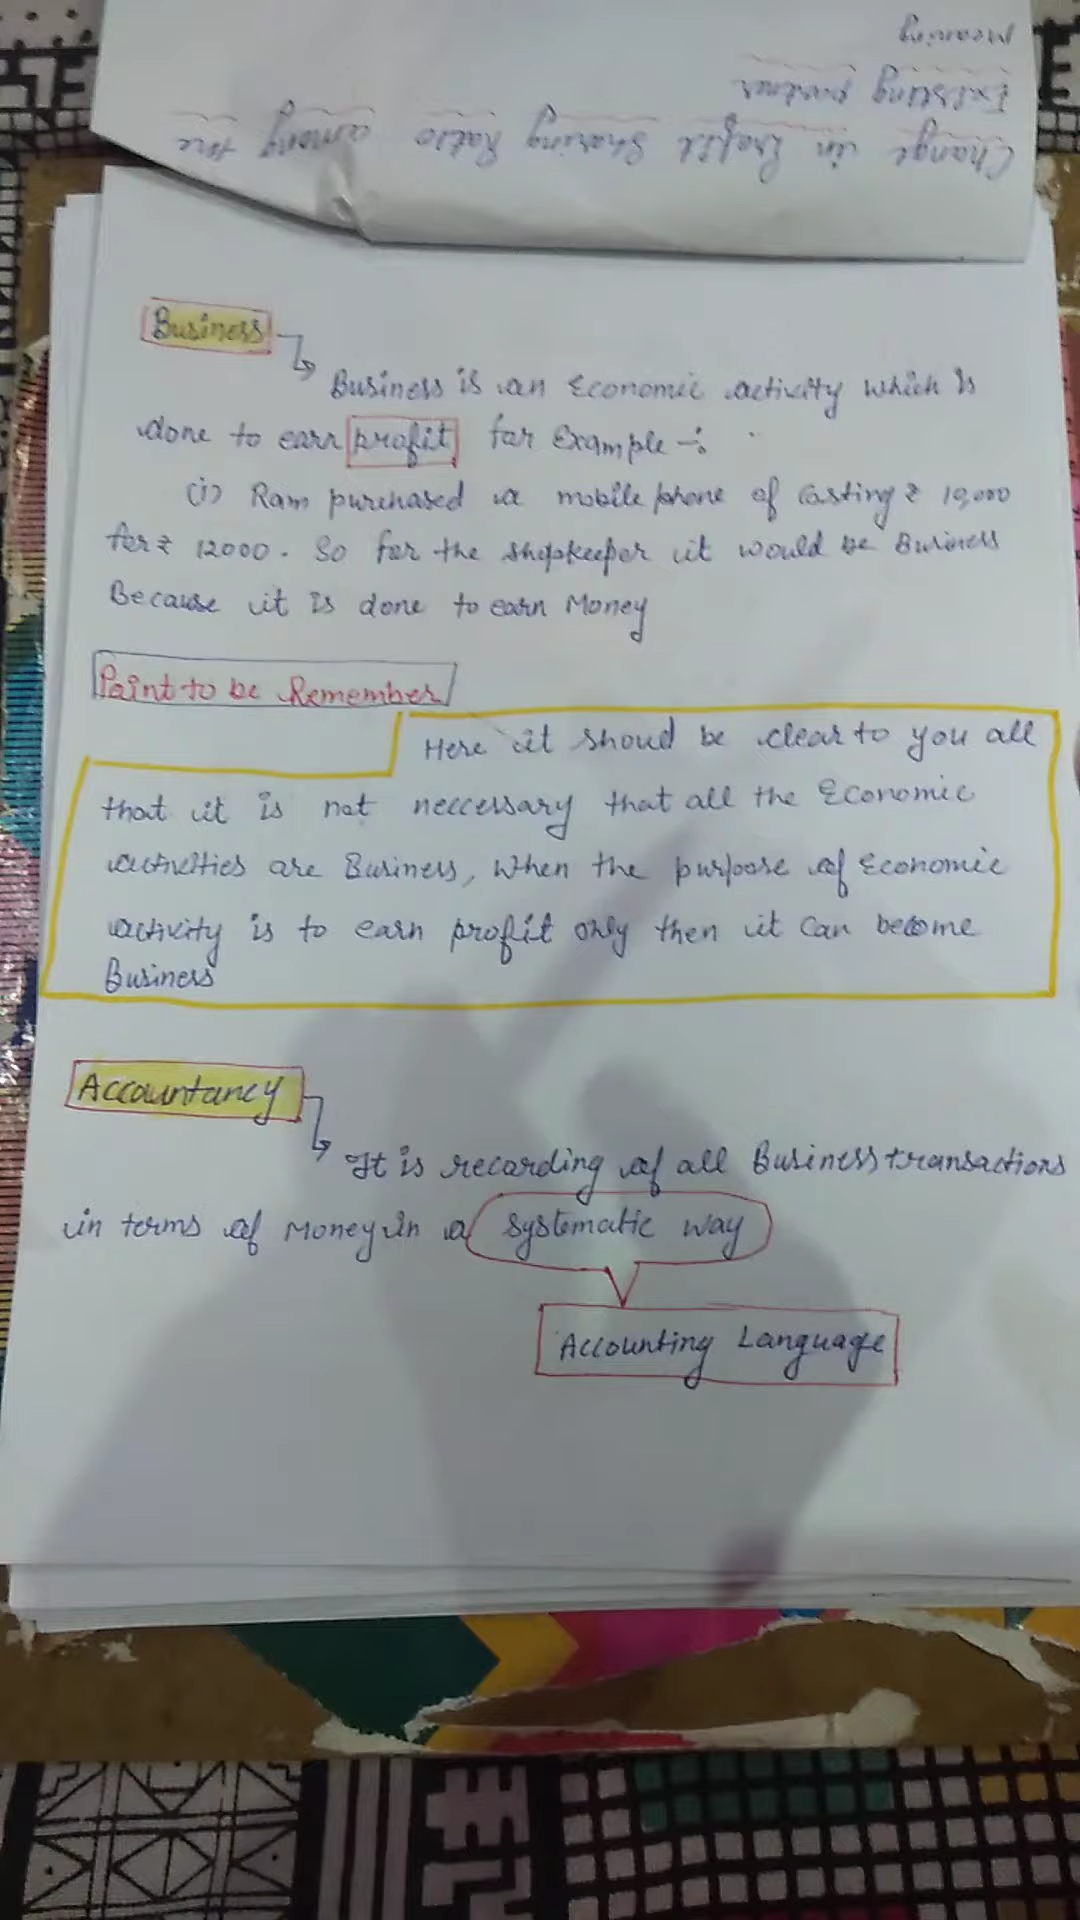 Change in Profit Sharing Ratio among the
Existing partner
Meaning
Business
Business is an Economic activity which is
done to earn profit for Example -:
(i) Ram purchased a mobile phone of Costing ₹ 10,000
for ₹ 12000. So for the shopkeeper it would be Business
Because it is done to earn Money
Point to be Remember
Here it shoud be clear to you all
that it is not neccessary that all the Economic
activities are Business, When the purpose of Economic
activity is to earn profit only then it can become
Business
Accountancy
It is recording of all Business transactions
in terms of Money in a systematic way
Accounting Language